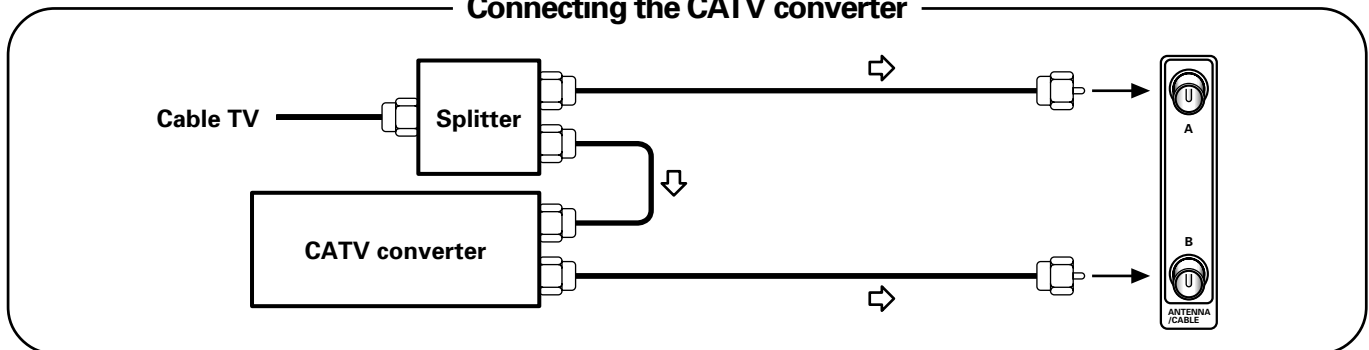 Connecting the CATV converter
Cable TV
Splitter
A
CATV converter
B
ANTENNA
/CABLE